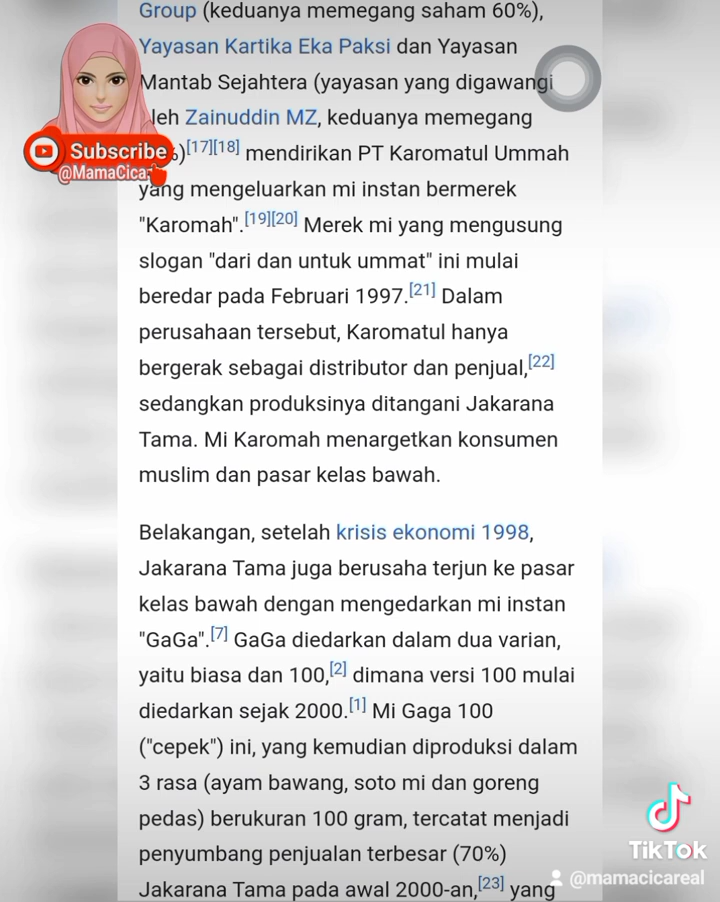 Group (keduanya memegang saham 60%),
Yayasan Kartika Eka Paksi dan Yayasan
Mantab Sejahtera (yayasan yang digawangi
leh Zainuddin MZ, keduanya memegang
%)[17][18] mendirikan PT Karomatul Ummah
yang mengeluarkan mi instan bermerek
"Karomah".[19][20] Merek mi yang mengusung
slogan "dari dan untuk ummat" ini mulai
beredar pada Februari 1997.[21] Dalam
perusahaan tersebut, Karomatul hanya
bergerak sebagai distributor dan penjual,[22]
sedangkan produksinya ditangani Jakarana
Tama. Mi Karomah menargetkan konsumen
muslim dan pasar kelas bawah.
Belakangan, setelah krisis ekonomi 1998,
Jakarana Tama juga berusaha terjun ke pasar
kelas bawah dengan mengedarkan mi instan
"GaGa".[7] GaGa diedarkan dalam dua varian,
yaitu biasa dan 100,[2] dimana versi 100 mulai
diedarkan sejak 2000.[1] Mi Gaga 100
("cepek") ini, yang kemudian diproduksi dalam
3 rasa (ayam bawang, soto mi dan goreng
pedas) berukuran 100 gram, tercatat menjadi
penyumbang penjualan terbesar (70%)
Jakarana Tama pada awal 2000-an,[23] yang
Subscribe
@MamaCica
TikTok
@mamacicareal